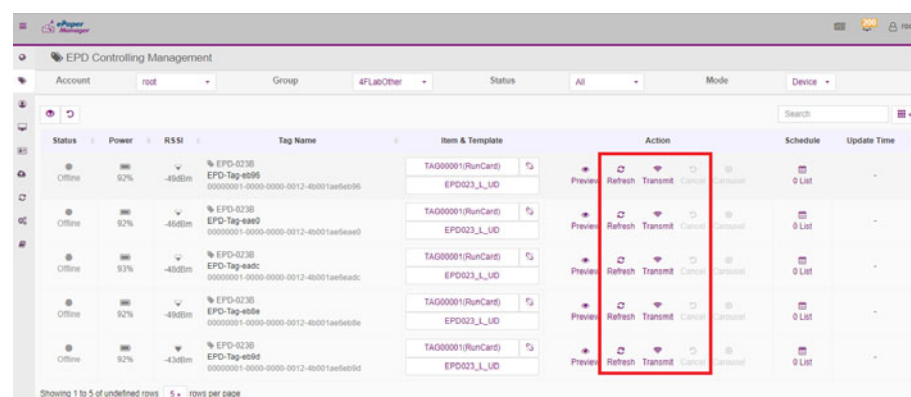 ePaper
Manager
200
EPD Controlling Management
Account root Group 4FLabOther Status All Mode Device
Search
Status Power RSSI Tag Name Item & Template Action Schedule Update Time
EPD-023B TAG00001(RunCard)
Offline 92% -49dBm EPD-Tag-eb96 Preview Refresh Transmit Cancel Carousel 0 List -
00000001-0000-0000-0012-4b001ae6eb96 EPD023_L_UD
EPD-023B TAG00001(RunCard)
Offline 92% -46dBm EPD-Tag-eae0 Preview Refresh Transmit Cancel Carousel 0 List -
00000001-0000-0000-0012-4b001ae6eae0 EPD023_L_UD
EPD-023B TAG00001(RunCard)
Offline 93% -48dBm EPD-Tag-eadc Preview Refresh Transmit Cancel Carousel 0 List -
00000001-0000-0000-0012-4b001ae6eadc EPD023_L_UD
EPD-023B TAG00001(RunCard)
Offline 92% -49dBm EPD-Tag-eb8e Preview Refresh Transmit Cancel Carousel 0 List -
00000001-0000-0000-0012-4b001ae6eb8e EPD023_L_UD
EPD-023B TAG00001(RunCard)
Offline 92% -43dBm EPD-Tag-eb9d Preview Refresh Transmit Cancel Carousel 0 List -
00000001-0000-0000-0012-4b001ae6eb9d EPD023_L_UD
Showing 1 to 5 of undefined rows 5 rows per page